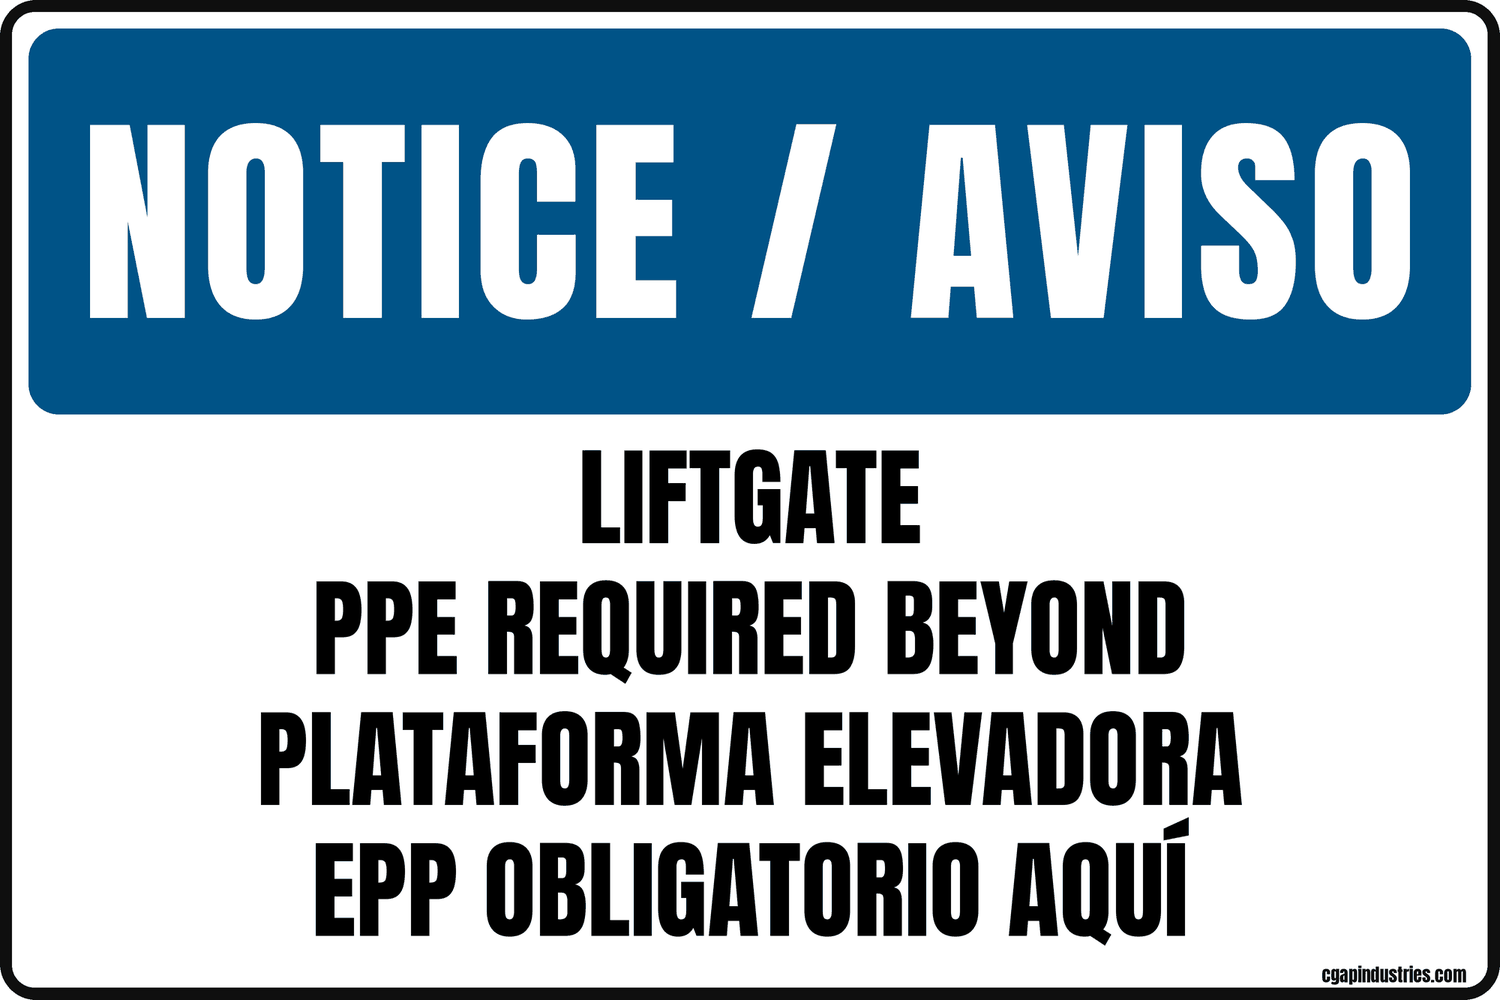 NOTICE / AVISO
LIFTGATE
PPE REQUIRED BEYOND
PLATAFORMA ELEVADORA
EPP OBLIGATORIO AQUÍ
cgapindustries.com